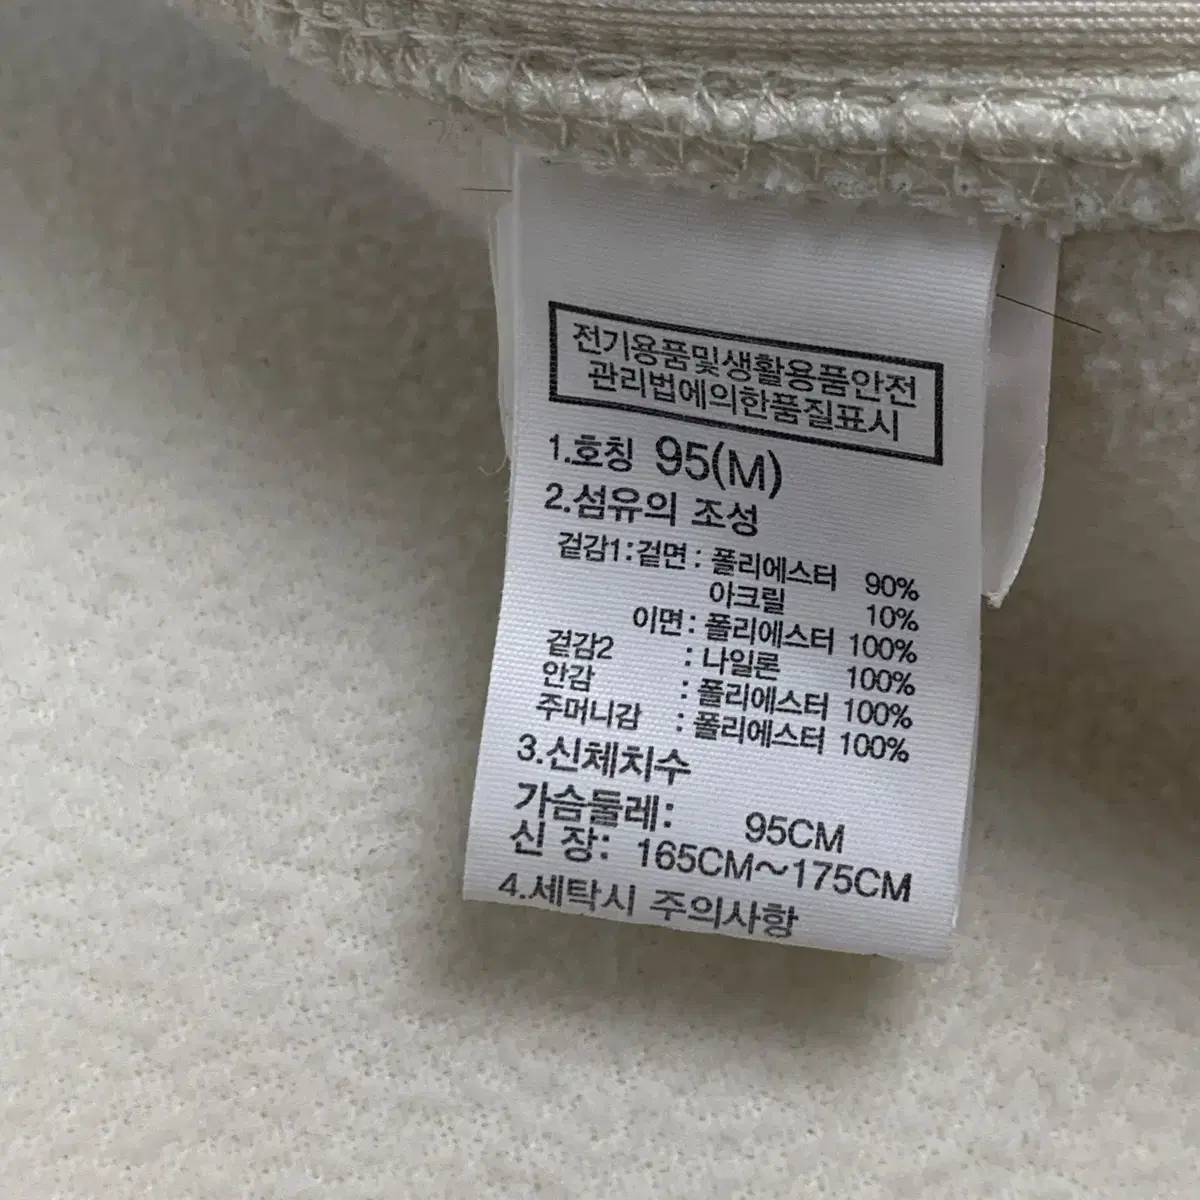 전기용품및생활용품안전
관리법에의한품질표시
1.호칭 95(M)
2.섬유의 조성
겉감1:겉면 : 폴리에스터 90%
아크릴 10%
이면 : 폴리에스터 100%
겉감2 : 나일론 100%
안감 : 폴리에스터 100%
주머니감 : 폴리에스터 100%
3.신체치수
가슴둘레: 95CM
신 장: 165CM~175CM
4.세탁시 주의사항